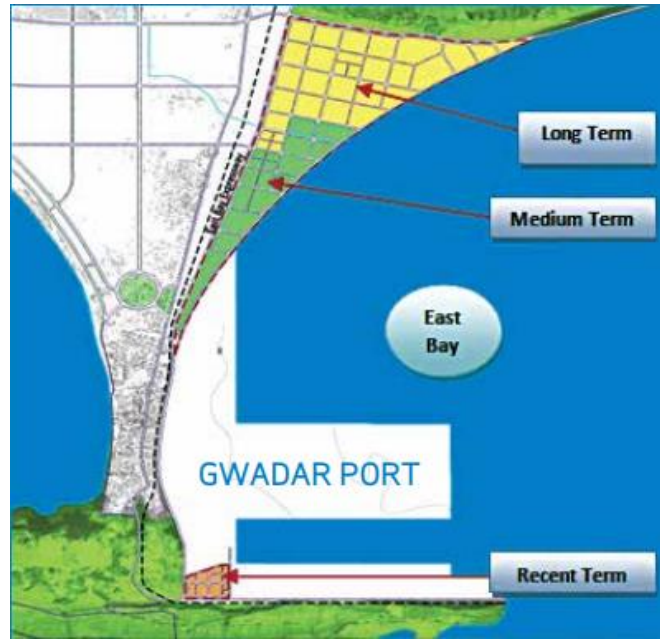 Long Term
Medium Term
East
Bay
GWADAR PORT
Recent Term